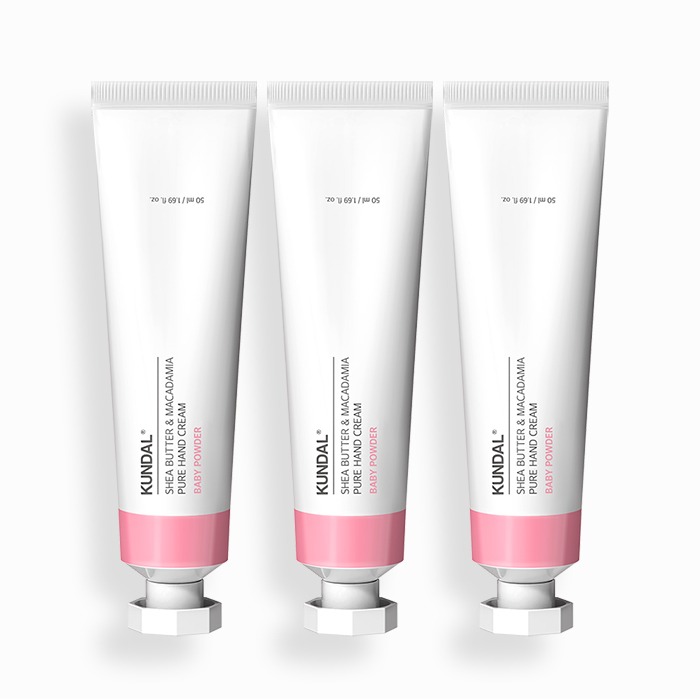 50 ml / 1.69 fl. oz.
KUNDAL®
SHEA BUTTER & MACADAMIA
PURE HAND CREAM
BABY POWDER
50 ml / 1.69 fl. oz.
KUNDAL®
SHEA BUTTER & MACADAMIA
PURE HAND CREAM
BABY POWDER
50 ml / 1.69 fl. oz.
KUNDAL®
SHEA BUTTER & MACADAMIA
PURE HAND CREAM
BABY POWDER